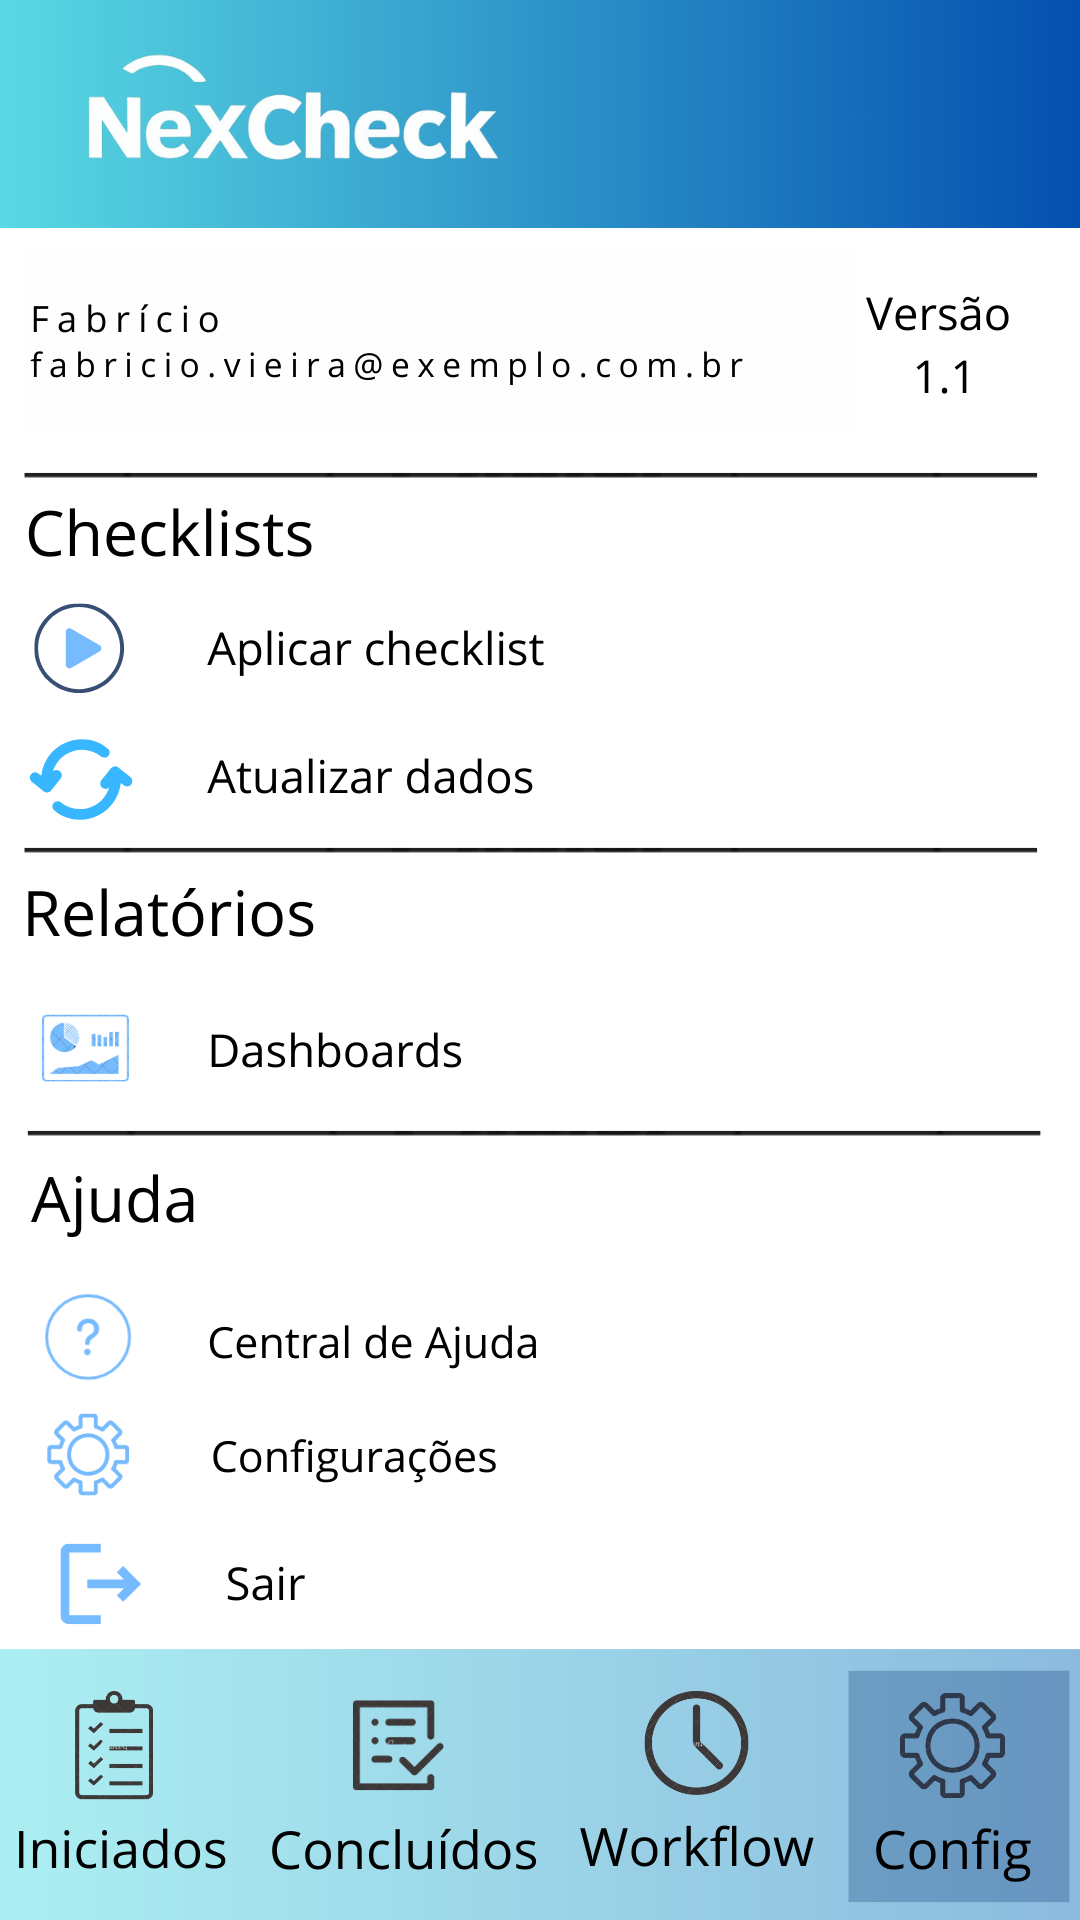 NexCheck
Fabrício
fabricio.vieira@exemplo.com.br
Versão
1.1
Checklists
Aplicar checklist
Atualizar dados
Relatórios
Dashboards
Ajuda
?
Central de Ajuda
Configurações
Sair
Iniciados
Concluídos
Workflow
Config